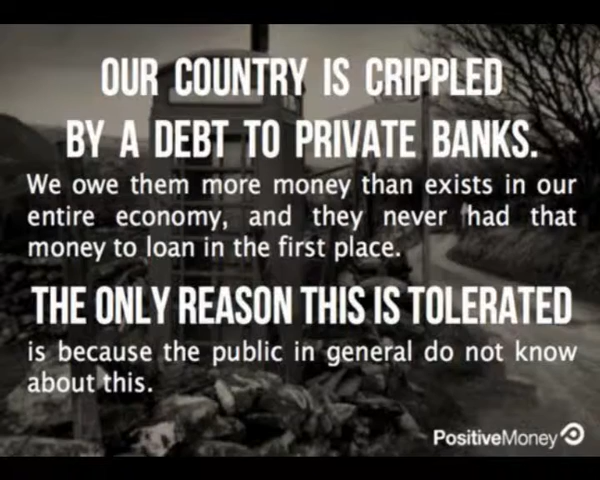 OUR COUNTRY IS CRIPPLED
BY A DEBT TO PRIVATE BANKS.
We owe them more money than exists in our
entire economy, and they never had that
money to loan in the first place.
THE ONLY REASON THIS IS TOLERATED
is because the public in general do not know
about this.
PositiveMoney